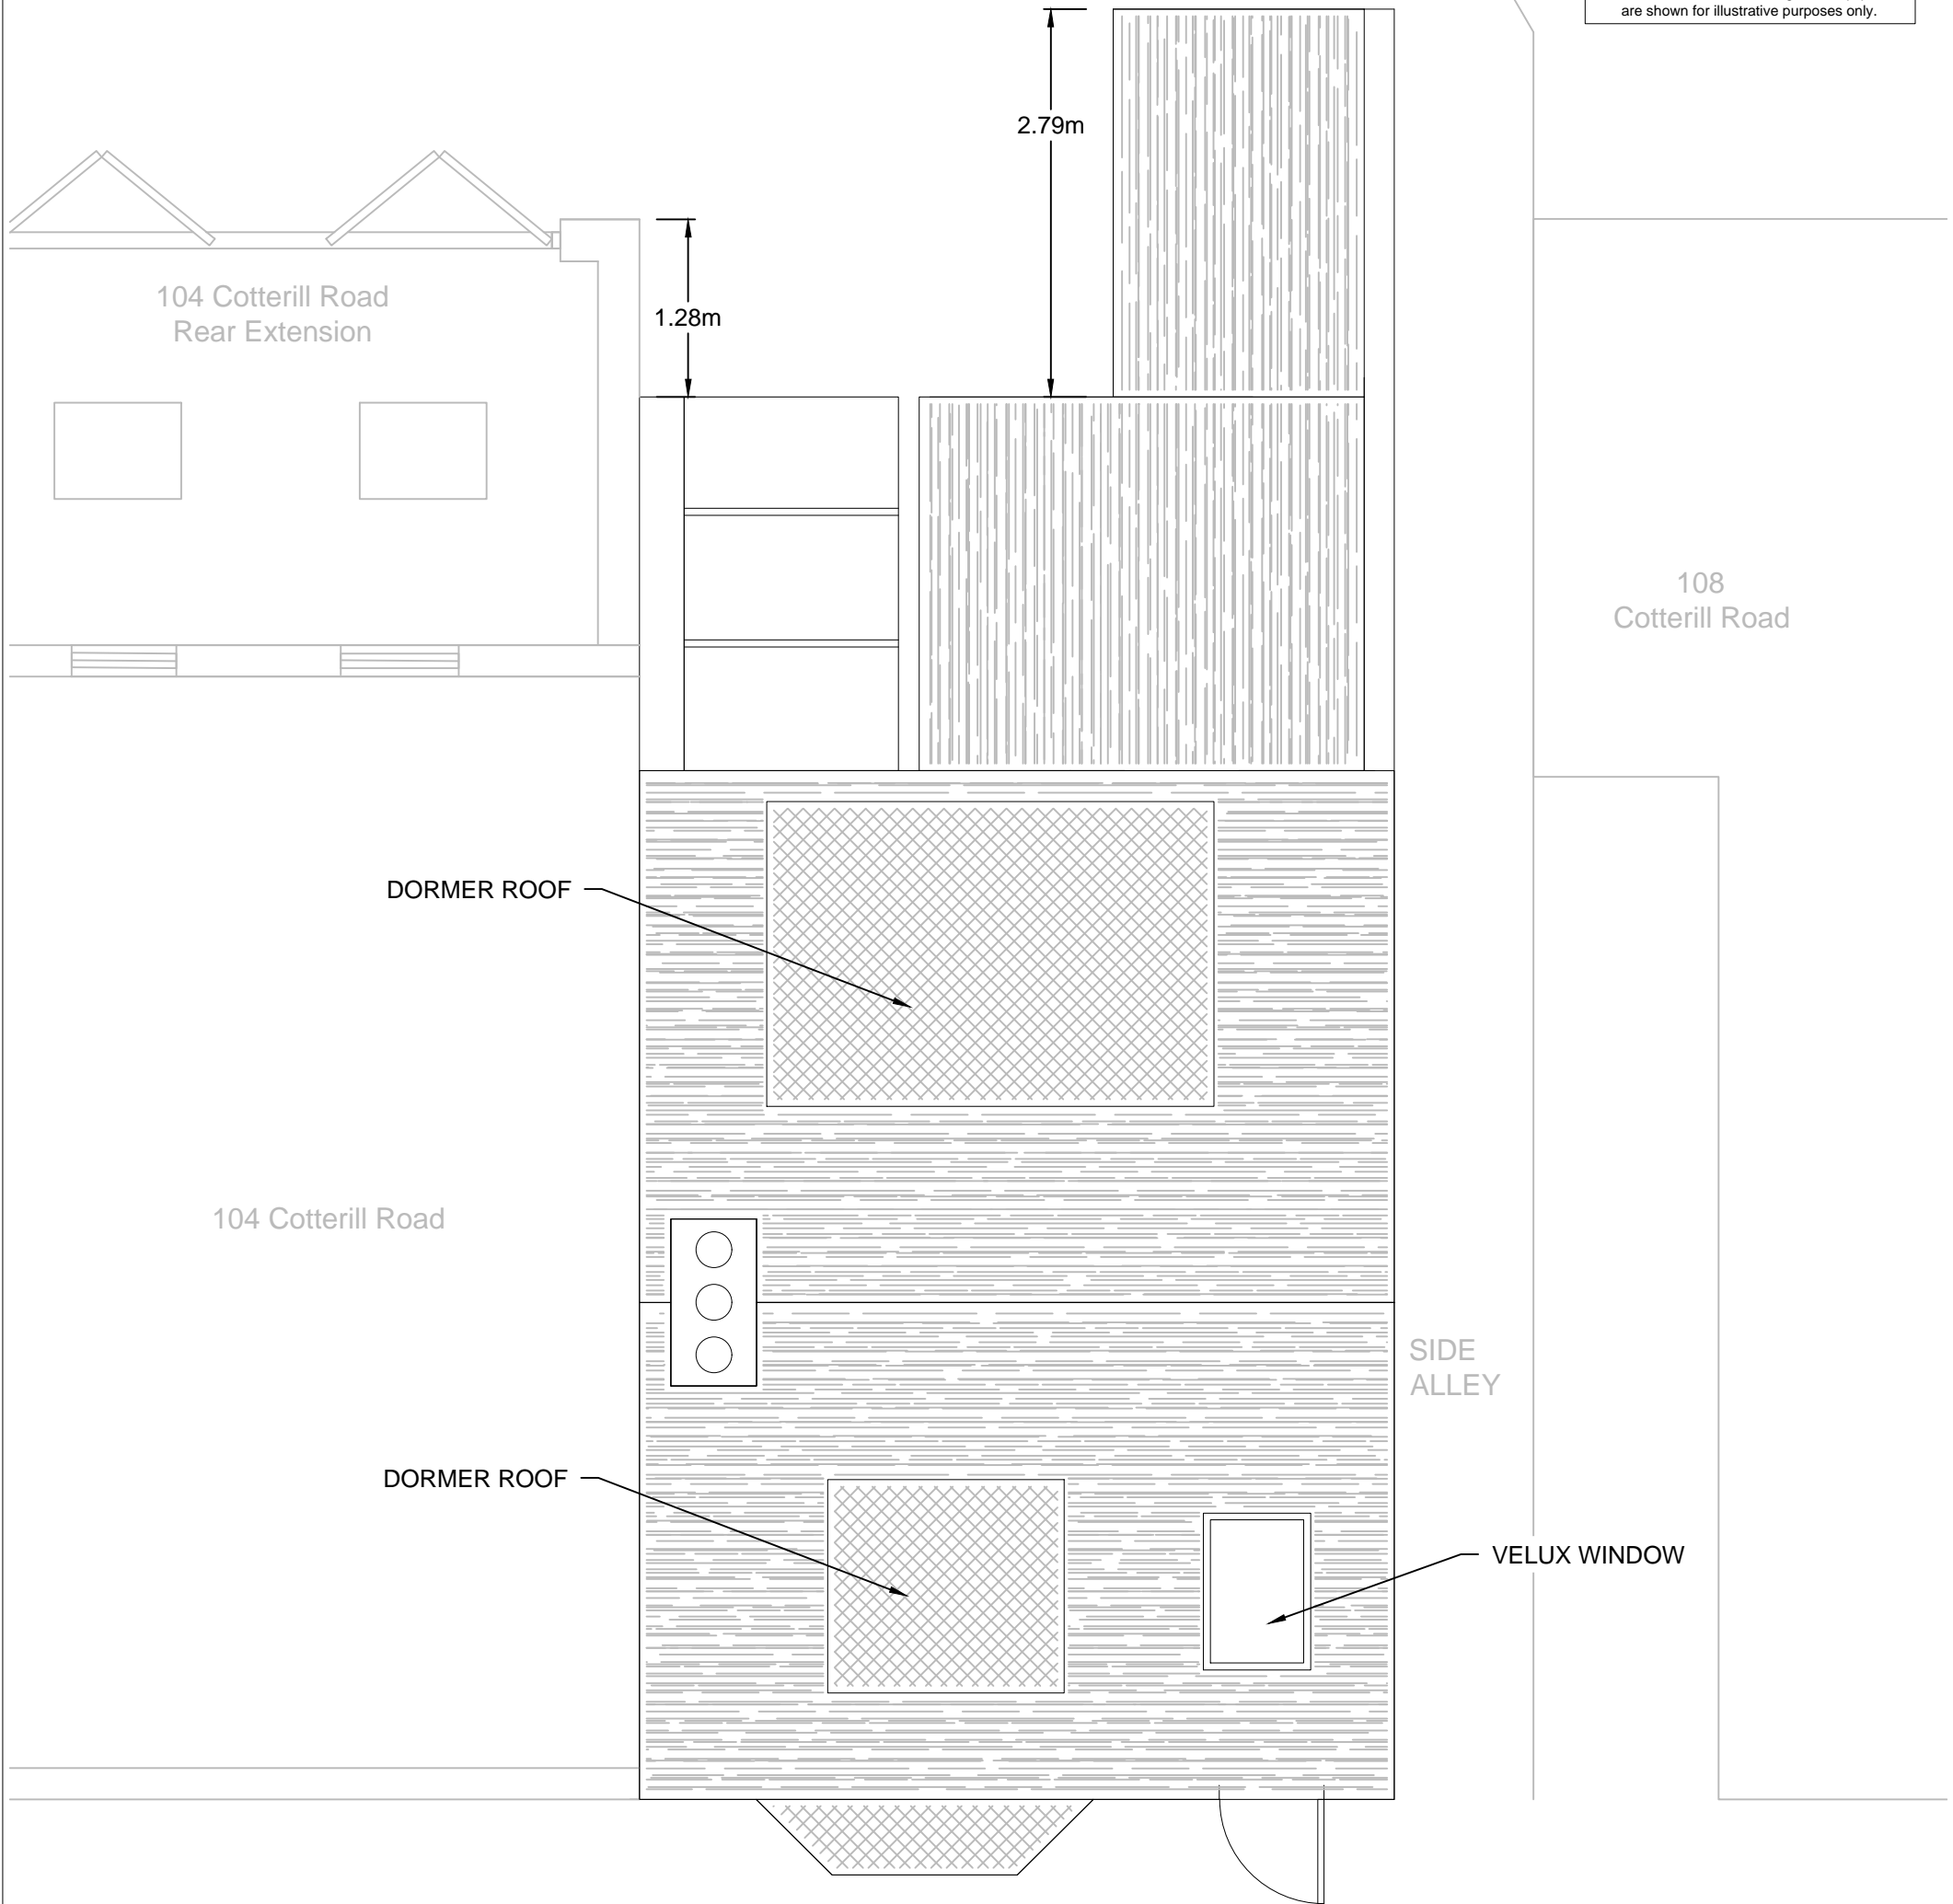 are shown for illustrative purposes only.
2.79m
104 Cotterill Road
Rear Extension
1.28m
108
Cotterill Road
DORMER ROOF
104 Cotterill Road
SIDE
ALLEY
DORMER ROOF
VELUX WINDOW